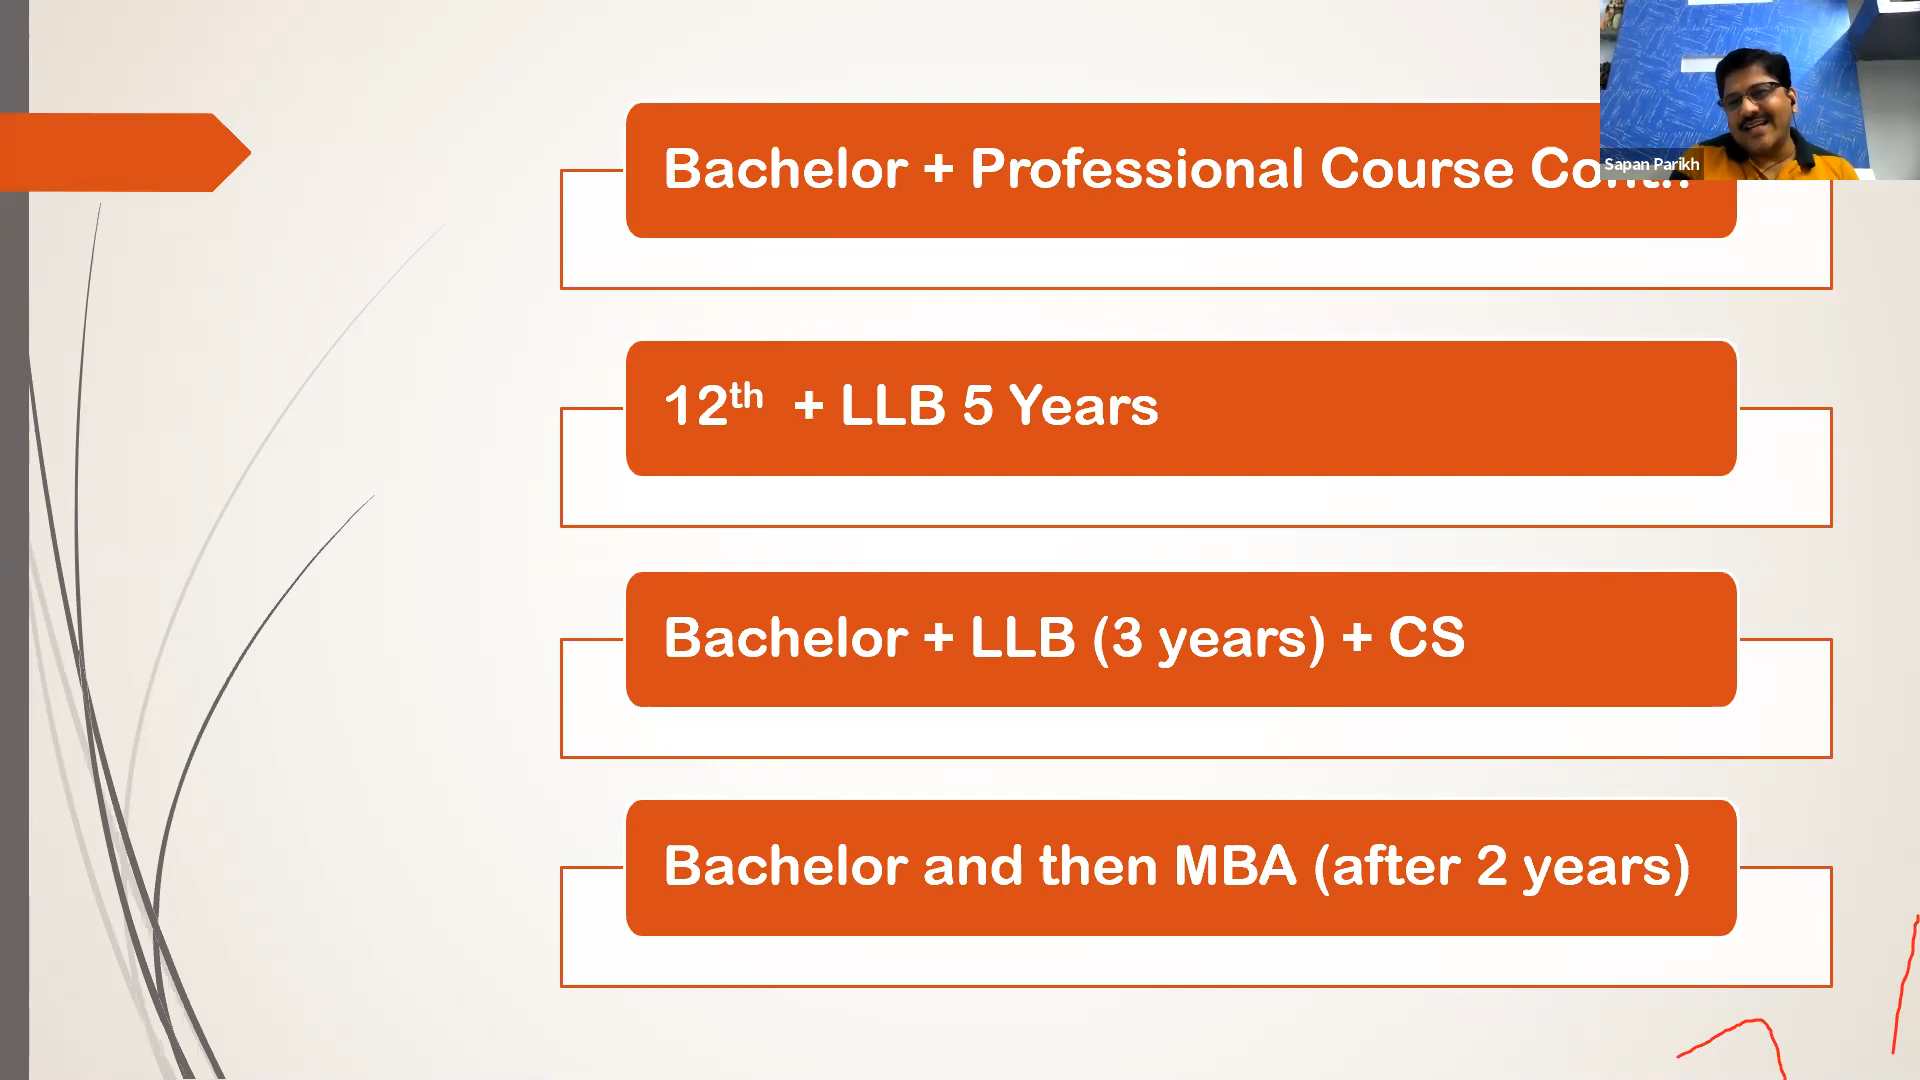 Bachelor + Professional Course
Sapan Parikh
12th + LLB 5 Years
Bachelor + LLB (3 years) + CS
Bachelor and then MBA (after 2 years)